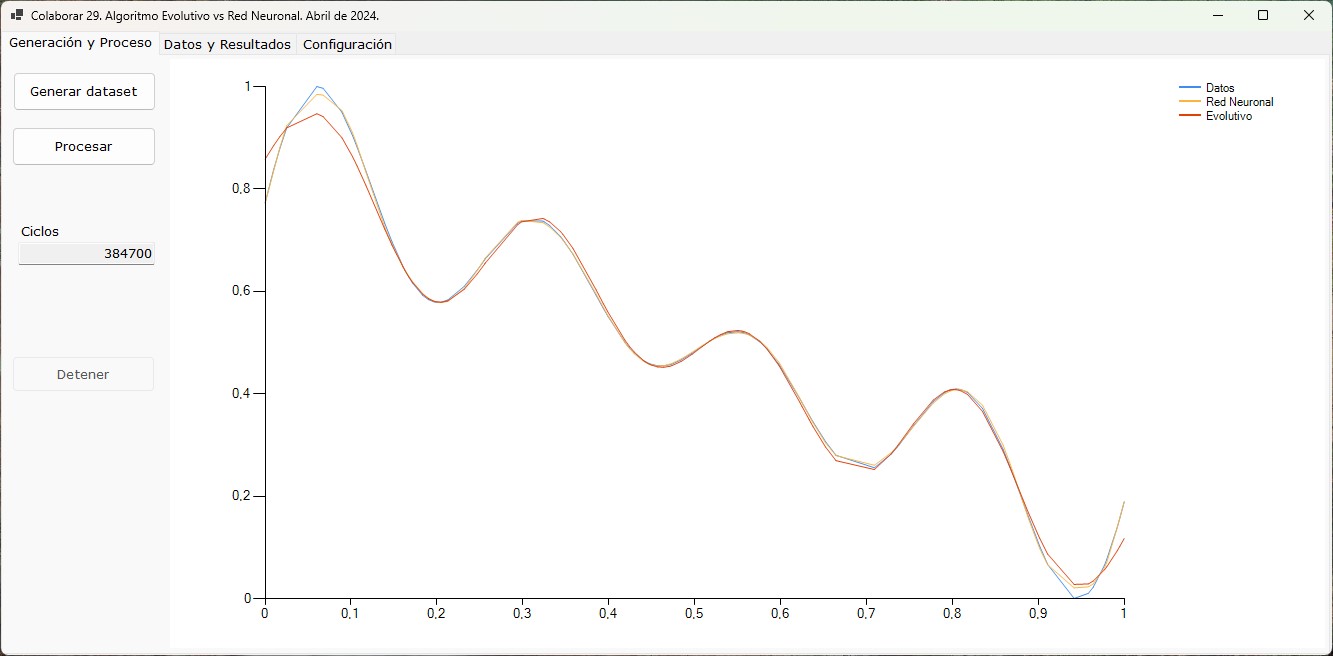 Colaborar 29. Algoritmo Evolutivo vs Red Neuronal. Abril de 2024.
Generación y Proceso Datos y Resultados Configuración
Generar dataset
Procesar
Ciclos
384700
Detener
Datos
Red Neuronal
Evolutivo
1
0,8
0,6
0,4
0,2
0
0 0,1 0,2 0,3 0,4 0,5 0,6 0,7 0,8 0,9 1